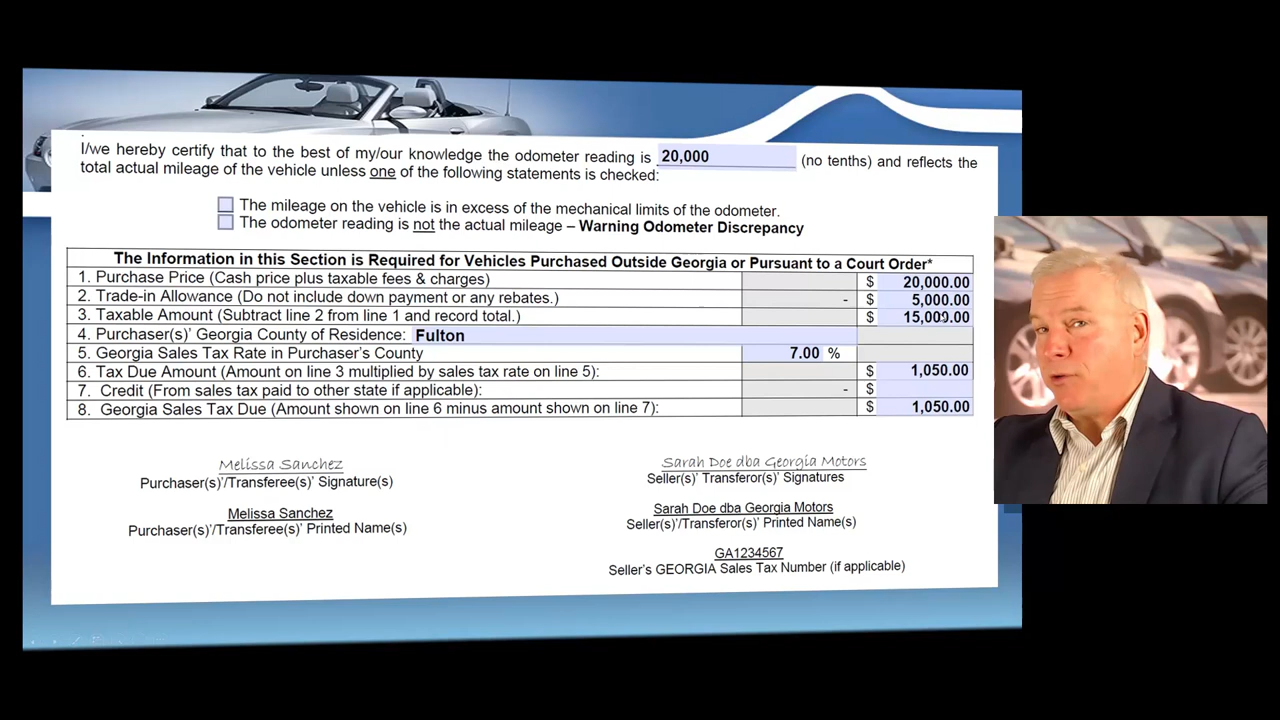 I/we hereby certify that to the best of my/our knowledge the odometer reading is 20,000 (no tenths) and reflects the
total actual mileage of the vehicle unless one of the following statements is checked:
The mileage on the vehicle is in excess of the mechanical limits of the odometer.
The odometer reading is not the actual mileage – Warning Odometer Discrepancy
The Information in this Section is Required for Vehicles Purchased Outside Georgia or Pursuant to a Court Order*
1. Purchase Price (Cash price plus taxable fees & charges) $ 20,000.00
2. Trade-in Allowance (Do not include down payment or any rebates.) - $ 5,000.00
3. Taxable Amount (Subtract line 2 from line 1 and record total.) $ 15,000.00
4. Purchaser(s)' Georgia County of Residence: Fulton
5. Georgia Sales Tax Rate in Purchaser's County 7.00 %
6. Tax Due Amount (Amount on line 3 multiplied by sales tax rate on line 5): $ 1,050.00
7. Credit (From sales tax paid to other state if applicable): - $
8. Georgia Sales Tax Due (Amount shown on line 6 minus amount shown on line 7): $ 1,050.00
Melissa Sanchez
Purchaser(s)'/Transferee(s)' Signature(s)
Melissa Sanchez
Purchaser(s)'/Transferee(s)' Printed Name(s)
Sarah Doe dba Georgia Motors
Seller(s)' Transferor(s)' Signatures
Sarah Doe dba Georgia Motors
Seller(s)'/Transferor(s)' Printed Name(s)
GA1234567
Seller's GEORGIA Sales Tax Number (if applicable)